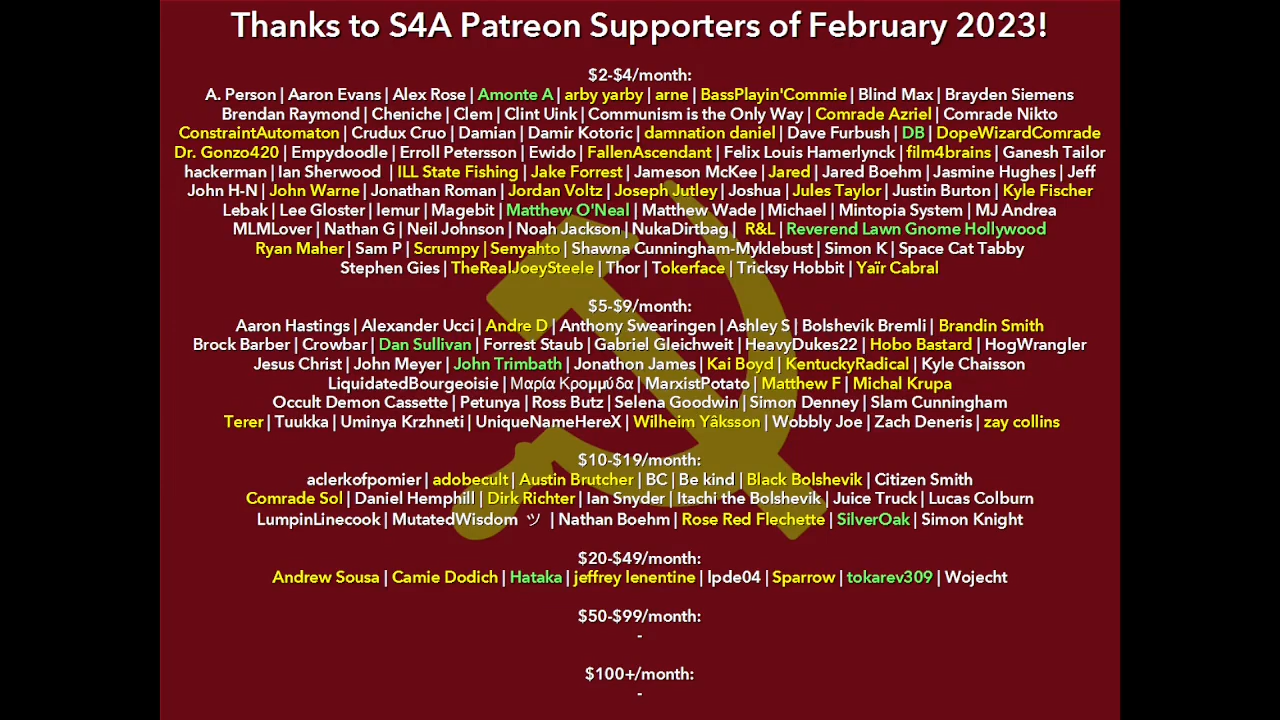 Thanks to S4A Patreon Supporters of February 2023!
$2-$4/month:
A. Person | Aaron Evans | Alex Rose | Amonte A | arby yarby | arne | BassPlayin'Commie | Blind Max | Brayden Siemens
Brendan Raymond | Cheniche | Clem | Clint Uink | Communism is the Only Way | Comrade Azriel | Comrade Nikto
ConstraintAutomaton | Crudux Cruo | Damian | Damir Kotoric | damnation daniel | Dave Furbush | DB | DopeWizardComrade
Dr. Gonzo420 | Empydoodle | Erroll Petersson | Ewido | FallenAscendant | Felix Louis Hamerlynck | film4brains | Ganesh Tailor
hackerman | Ian Sherwood | ILL State Fishing | Jake Forrest | Jameson McKee | Jared | Jared Boehm | Jasmine Hughes | Jeff
John H-N | John Warne | Jonathan Roman | Jordan Voltz | Joseph Jutley | Joshua | Jules Taylor | Justin Burton | Kyle Fischer
Lebak | Lee Gloster | lemur | Magebit | Matthew O'Neal | Matthew Wade | Michael | Mintopia System | MJ Andrea
MLMLover | Nathan G | Neil Johnson | Noah Jackson | NukaDirtbag | R&L | Reverend Lawn Gnome Hollywood
Ryan Maher | Sam P | Scrumpy | Senyahto | Shawna Cunningham-Myklebust | Simon K | Space Cat Tabby
Stephen Gies | TheRealJoeySteele | Thor | Tokerface | Tricksy Hobbit | Yaïr Cabral
$5-$9/month:
Aaron Hastings | Alexander Ucci | Andre D | Anthony Swearingen | Ashley S | Bolshevik Bremli | Brandin Smith
Brock Barber | Crowbar | Dan Sullivan | Forrest Staub | Gabriel Gleichweit | HeavyDukes22 | Hobo Bastard | HogWrangler
Jesus Christ | John Meyer | John Trimbath | Jonathon James | Kai Boyd | KentuckyRadical | Kyle Chaisson
LiquidatedBourgeoisie | Μαρία Κρομμύδα | MarxistPotato | Matthew F | Michal Krupa
Occult Demon Cassette | Petunya | Ross Butz | Selena Goodwin | Simon Denney | Slam Cunningham
Terer | Tuukka | Uminya Krzhneti | UniqueNameHereX | Wilheim Yâksson | Wobbly Joe | Zach Deneris | zay collins
$10-$19/month:
aclerkofpomier | adobecult | Austin Brutcher | BC | Be kind | Black Bolshevik | Citizen Smith
Comrade Sol | Daniel Hemphill | Dirk Richter | Ian Snyder | Itachi the Bolshevik | Juice Truck | Lucas Colburn
LumpinLinecook | MutatedWisdom ツ | Nathan Boehm | Rose Red Flechette | SilverOak | Simon Knight
$20-$49/month:
Andrew Sousa | Camie Dodich | Hataka | jeffrey lenentine | lpde04 | Sparrow | tokarev309 | Wojecht
$50-$99/month:
-
$100+/month:
-